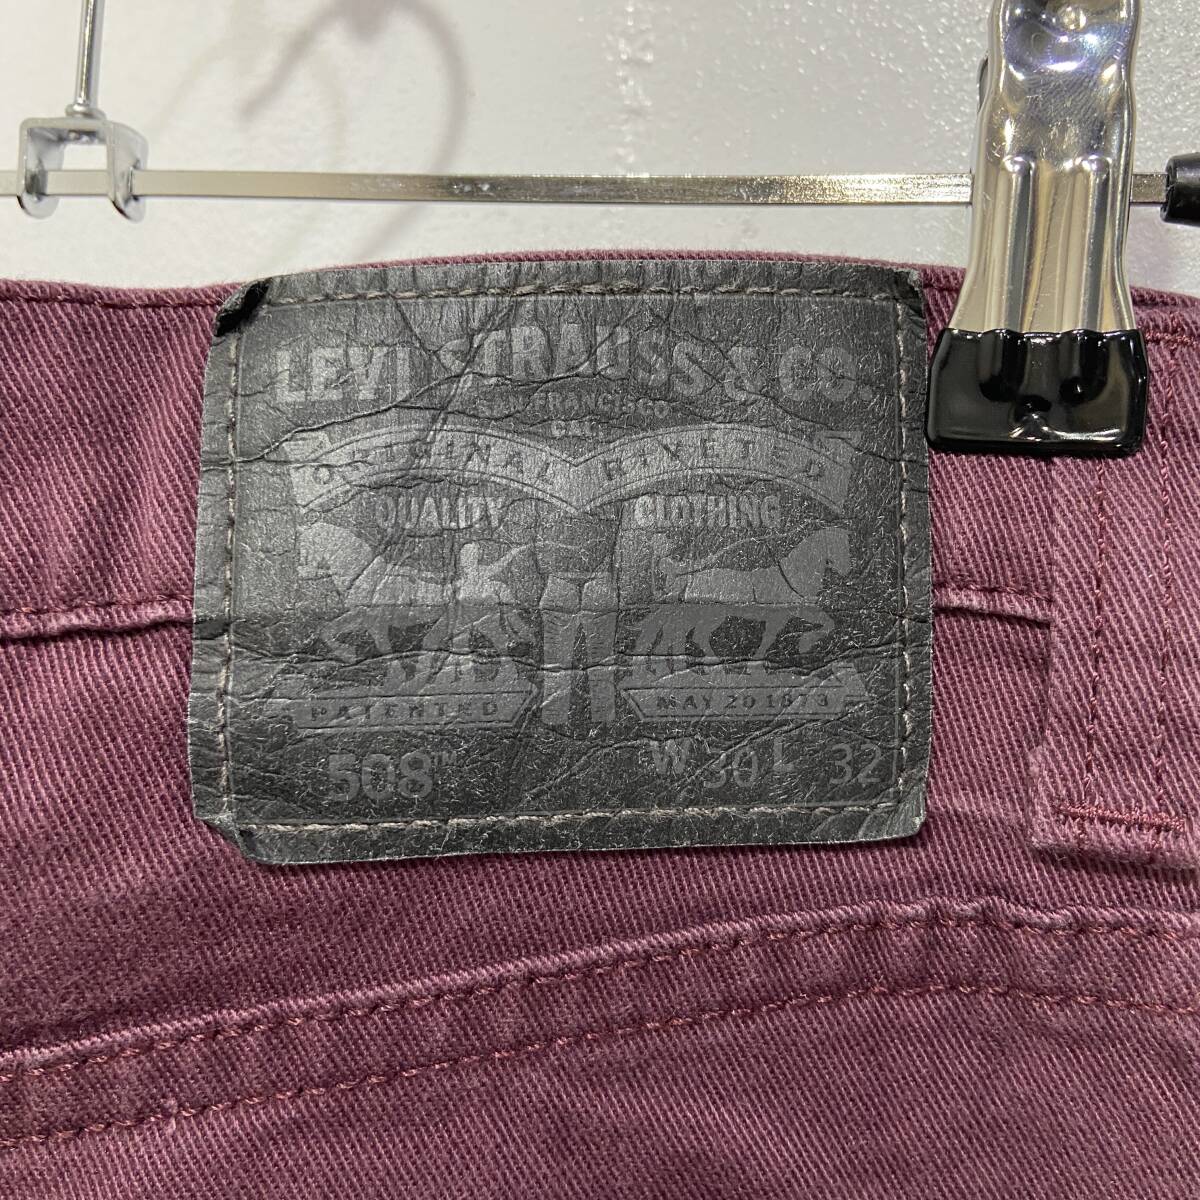 LEVI STRAUSS & CO.
SAN FRANCISCO
CAL.
ORIGINAL RIVETED
QUALITY CLOTHING
PATENTED MAY 20 1873
508™ W 30 L 32